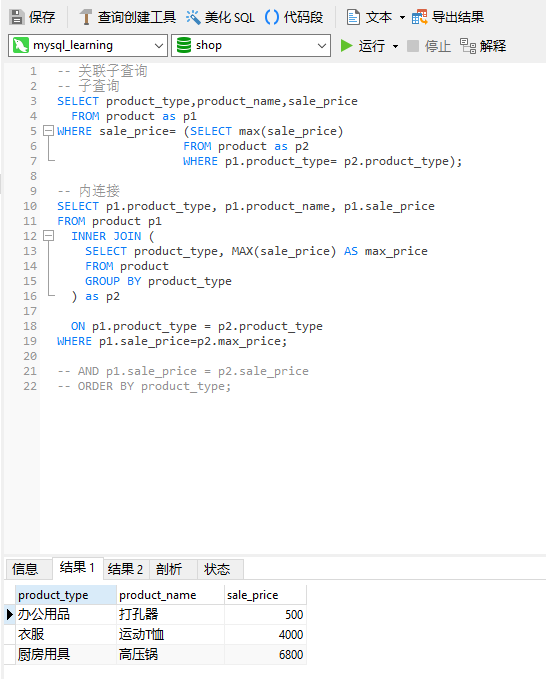 保存 查询创建工具 美化 SQL 代码段 文本 导出结果
mysql_learning shop 运行 停止 解释
1 -- 关联子查询
2 -- 子查询
3 SELECT product_type,product_name,sale_price
4 FROM product as p1
5 WHERE sale_price= (SELECT max(sale_price)
6 FROM product as p2
7 WHERE p1.product_type= p2.product_type);
8
9 -- 内连接
10 SELECT p1.product_type, p1.product_name, p1.sale_price
11 FROM product p1
12 INNER JOIN (
13 SELECT product_type, MAX(sale_price) AS max_price
14 FROM product
15 GROUP BY product_type
16 ) as p2
17
18 ON p1.product_type = p2.product_type
19 WHERE p1.sale_price=p2.max_price;
20
21 -- AND p1.sale_price = p2.sale_price
22 -- ORDER BY product_type;
信息 结果 1 结果 2 剖析 状态
product_type product_name sale_price
办公用品 打孔器 500
衣服 运动T恤 4000
厨房用具 高压锅 6800